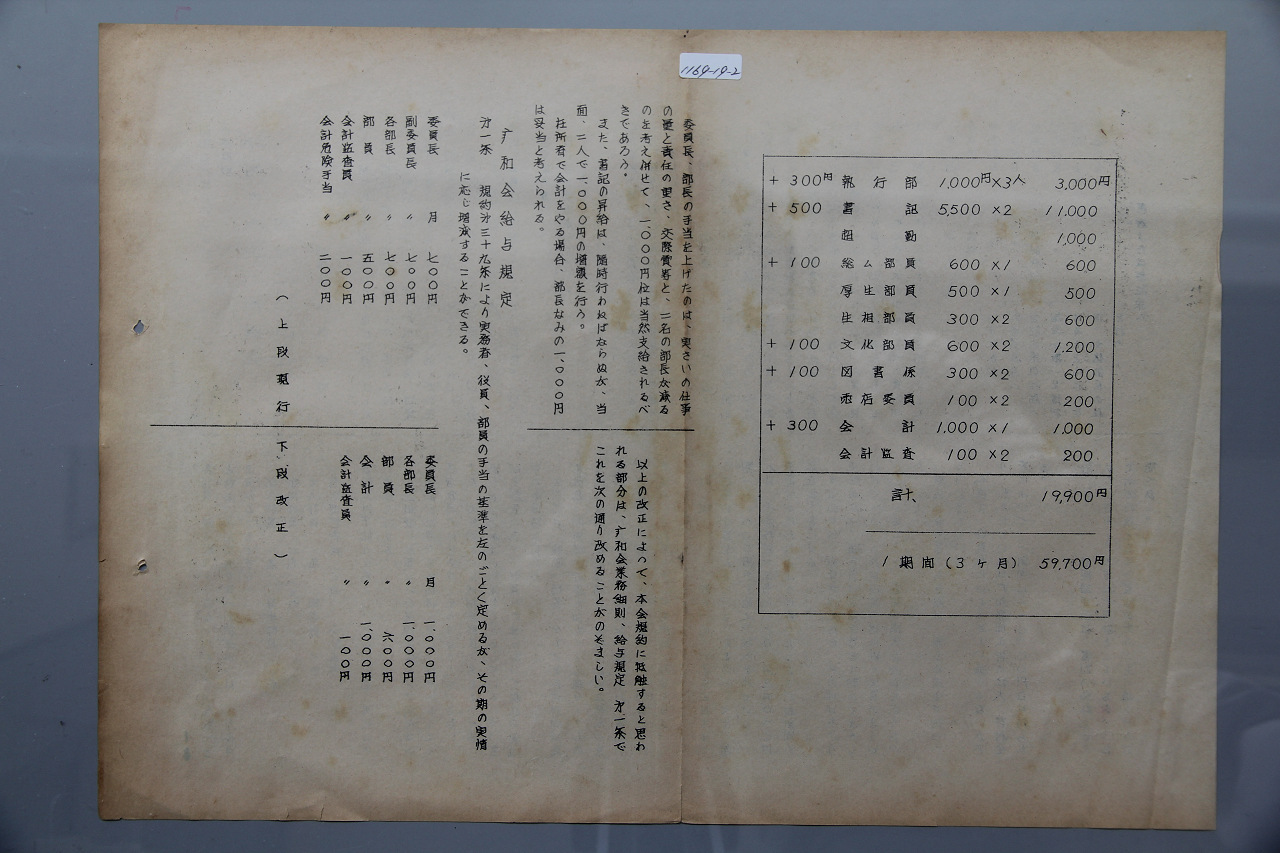 1169-19-2
+300円 執行部 1,000円×3人 3,000円
+500 書記 5,500×2 11,000
超勤 1,000
+100 総ム部員 600×1 600
厚生部員 500×1 500
生相部員 300×2 600
+100 文化部員 600×2 1,200
+100 図書係 300×2 600
売店委員 100×2 200
+300 会計 1,000×1 1,000
会計監査 100×2 200
計 19,900円
1期間(3ケ月) 59,700円
委員長、部長の手当を上げたのは、実さいの仕事
の量と責任の重さ、交際費等と、二名の部長が減る
のを考え併せて、一、〇〇〇円位は当然支給されるべ
きであろう。
また、書記の昇給は、随時行わねばならぬが、当
面、二人で一、〇〇〇円の増額を行う。
在所者で会計をやる場合、部長なみの一、〇〇〇円
は妥当と考えられる。
以上の改正によって、本会規約に抵触すると思わ
れる部分は、广和会業務細則、給与規定 㐧一条で
これを次の通り改めることがのぞましい。
广和会給与規定
㐧一条 規約㐧三十九条により実務者、役員、部員の手当の基準を左のごとく定めるが、その期の実情
に応じ増減することができる。
委員長 月 七〇〇円
副委員長 〃 七〇〇円
各部長 〃 七〇〇円
部員 〃 五〇〇円
会計監査員 〃 一〇〇円
会計危険手当 〃 二〇〇円
委員長 月 一、〇〇〇円
各部長 〃 一、〇〇〇円
部員 〃 六〇〇円
会計 〃 一、〇〇〇円
会計監査員 〃 一〇〇円
(上段現行 下段改正)